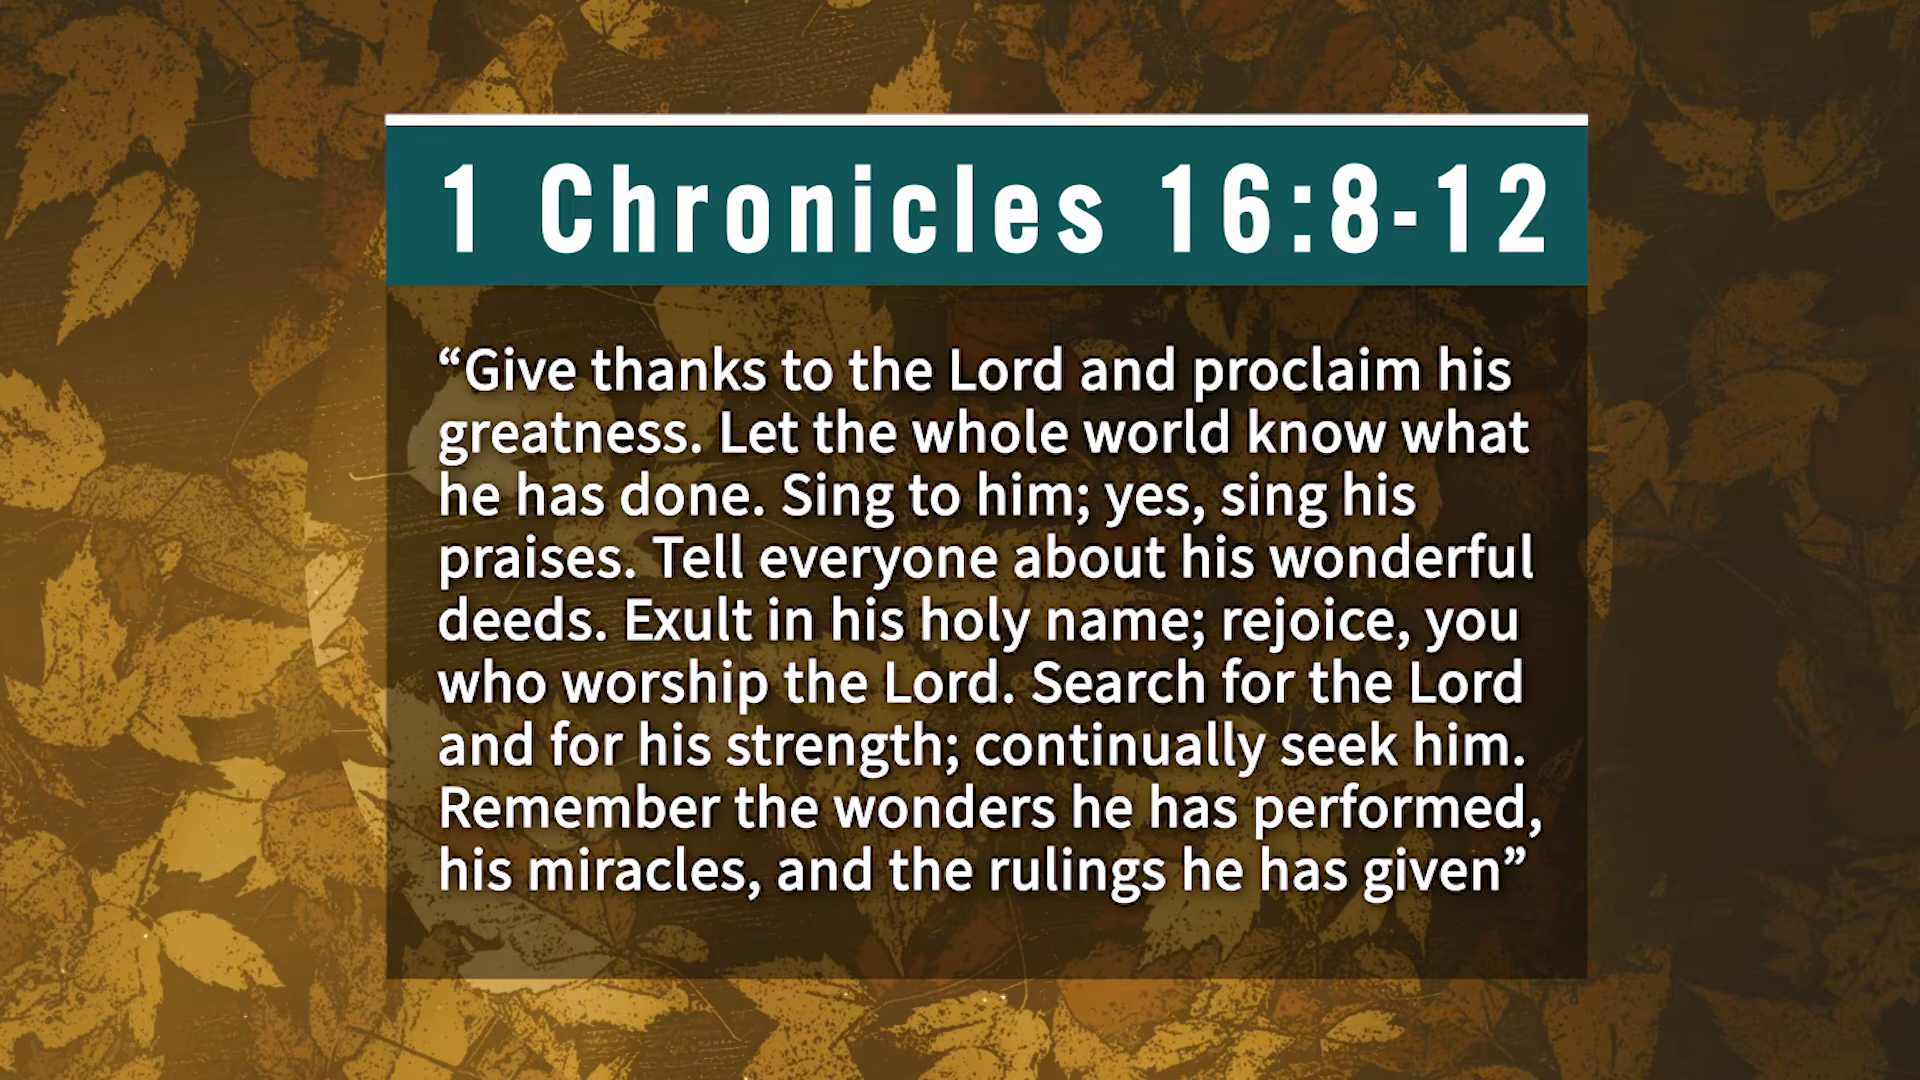 1 Chronicles 16:8-12
“Give thanks to the Lord and proclaim his
greatness. Let the whole world know what
he has done. Sing to him; yes, sing his
praises. Tell everyone about his wonderful
deeds. Exult in his holy name; rejoice, you
who worship the Lord. Search for the Lord
and for his strength; continually seek him.
Remember the wonders he has performed,
his miracles, and the rulings he has given”